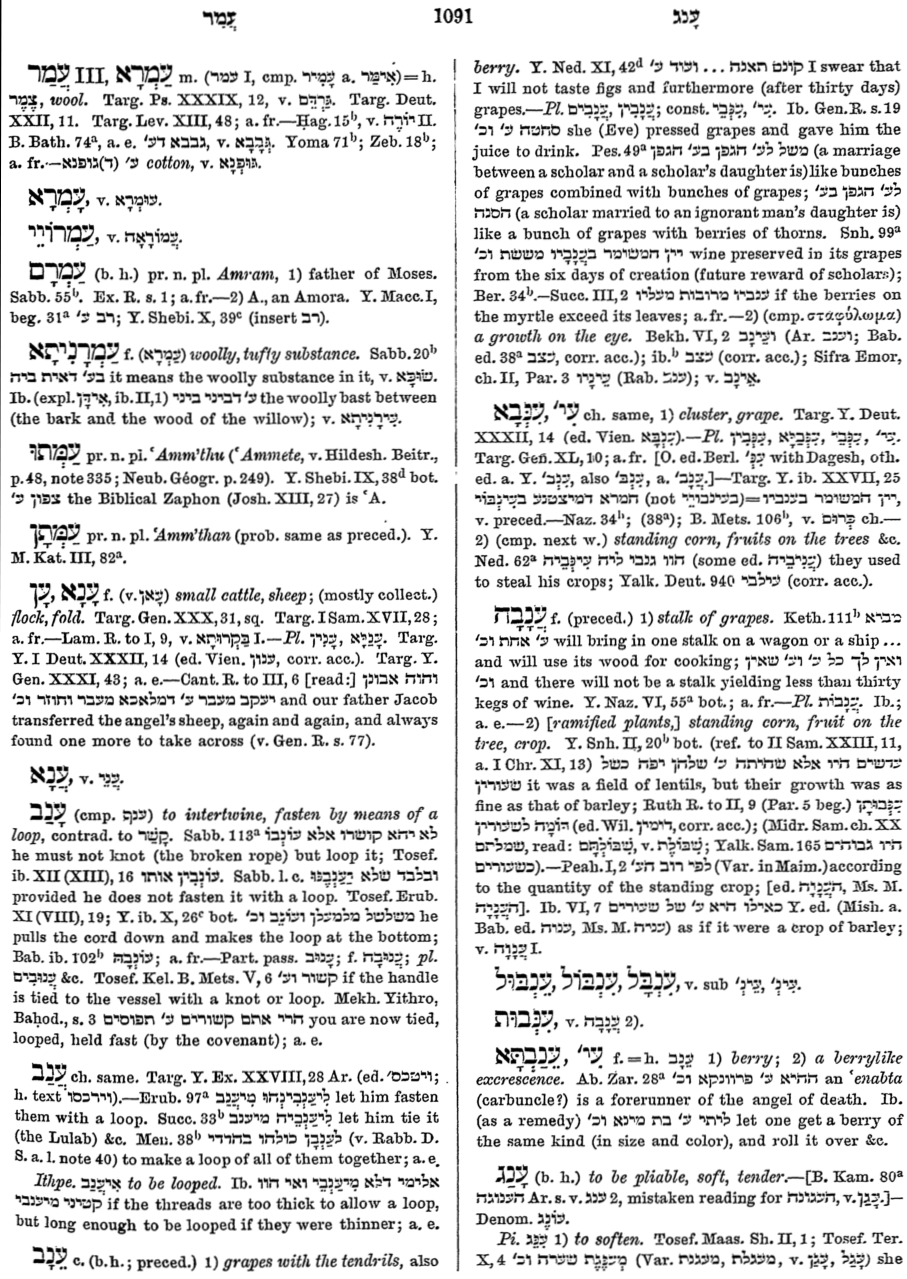 עֲמַר
1091
עָנַג
עֲמַר III, עַמְרָא m. (עמר I, cmp. עָמִיר a. אִימַּר)=h.
צֶמֶר, wool. Targ. Ps. XXXIX, 12, v. גְּרַדָּם. Targ. Deut.
XXII, 11. Targ. Lev. XIII, 48; a. fr.—Ḥag. 15ᵇ, v. יוֹרָה II.
B. Bath. 74ᵃ, a. e. גבבא דע׳, v. גְּבָבָא. Yoma 71ᵇ; Zeb. 18ᵇ;
a. fr.—ע׳ (ד)גופנא cotton, v. גּוּפְנָא.
עָמְרָא, v. עוּמְרָא.
עַמְרוֹיֵי, v. עֲמוֹרָאָה.
עַמְרָם (b. h.) pr. n. pl. Amram, 1) father of Moses.
Sabb. 55ᵇ. Ex. R. s. 1; a. fr.—2) A., an Amora. Y. Macc. I,
beg. 31ᵃ רב ע׳; Y. Shebi. X, 39ᶜ (insert רב).
עַמְרָנִיתָא f. (עַמְרָא) woolly, tufty substance. Sabb. 20ᵇ
בע׳ דאית ביה it means the woolly substance in it, v. שׁוּכָא.
Ib. (expl. אִידָן, ib. II, 1) ע׳ דביני ביני the woolly bast between
(the bark and the wood of the willow); v. עִירָנִיתָא.
עַמְּתוּ pr. n. pl. ʿAmm'thu (ʿAmmete, v. Hildesh. Beitr.,
p. 48, note 335; Neub. Géogr. p. 249). Y. Shebi. IX, 38ᵈ bot.
צפון ע׳ the Biblical Zaphon (Josh. XIII, 27) is ʿA.
עַמְּתָן pr. n. pl. ʿAmm'than (prob. same as preced.). Y.
M. Kat. III, 82ᵃ.
עָנָא, עָן f. (v. צאן) small cattle, sheep; (mostly collect.)
flock, fold. Targ. Gen. XXX, 31, sq. Targ. I Sam. XVII, 28;
a. fr.—Lam. R. to I, 9, v. בַּקְרוּתָא I.—Pl. עָנַיָּא, עָנִין. Targ.
Y. I Deut. XXXII, 14 (ed. Vien. ענון, corr. acc.). Targ. Y.
Gen. XXXI, 43; a. e.—Cant. R. to III, 6 [read:] והוה אבונן
יעקב מעבר ע׳ דמלאכא מעבר וחוזר וכ׳ and our father Jacob
transferred the angel's sheep, again and again, and always
found one more to take across (v. Gen. R. s. 77).
עֲנָא, v. עֲנֵי.
עָנַב (cmp. ענק) to intertwine, fasten by means of a
loop, contrad. to קָשַׁר. Sabb. 113ᵃ לא יהא קושרו אלא עונבו
he must not knot (the broken rope) but loop it; Tosef.
ib. XII (XIII), 16 עונבין אותו. Sabb. l. c. ובלבד שלא יַעֲנְבֶנּוּ
provided he does not fasten it with a loop. Tosef. Erub.
XI (VIII), 19; Y. ib. X, 26ᶜ bot. משלשל מלמעלן ועונב וכ׳ he
pulls the cord down and makes the loop at the bottom;
Bab. ib. 102ᵇ עונבה; a. fr.—Part. pass. עָנוּב; f. עֲנוּבָה; pl.
עֲנוּבִים &c. Tosef. Kel. B. Mets. V, 6 קשור וע׳ if the handle
is tied to the vessel with a knot or loop. Mekh. Yithro,
Baḥod., s. 3 הרי אתם קשורים ע׳ תפוסים you are now tied,
looped, held fast (by the covenant); a. e.
עֲנַב ch. same. Targ. Y. Ex. XXVIII, 28 Ar. (ed. ויטכס׳;
h. text וירכסו).—Erub. 97ᵃ לִיעַנְבִינְהוּ מִיעֲנַב let him fasten
them with a loop. Succ. 33ᵇ לִיעַנְבֵיה מיענב let him tie it
(the Lulab) &c. Men. 38ᵇ לְעַנְבָן כולהו בהדדי (v. Rabb. D.
S. a. l. note 40) to make a loop of all of them together; a. e.
Ithpe. אִיעֲנַב to be looped. Ib. אלימי דלא מִיעַנְבֵי ואי הוו
קטיני מיענבי if the threads are too thick to allow a loop,
but long enough to be looped if they were thinner; a. e.
עֵנָב c. (b. h.; preced.) 1) grapes with the tendrils, also
berry. Y. Ned. XI, 42ᵈ קונם תאנה ... ועוד ע׳ I swear that
I will not taste figs and furthermore (after thirty days)
grapes.—Pl. עֲנָבִים, עֲנָבִין; const. עִנְּבֵי, עִי׳. Ib. Gen. R. s. 19
סחטה ע׳ וכ׳ she (Eve) pressed grapes and gave him the
juice to drink. Pes. 49ᵃ משל לע׳ הגפן בע׳ הגפן (a marriage
between a scholar and a scholar's daughter is) like bunches
of grapes combined with bunches of grapes; לע׳ הגפן בע׳
הסנה (a scholar married to an ignorant man's daughter is)
like a bunch of grapes with berries of thorns. Snh. 99ᵃ
יין המשומר בעֲנָבָיו מששת וכ׳ wine preserved in its grapes
from the six days of creation (future reward of scholars);
Ber. 34ᵇ.—Succ. III, 2 ענביו מרובות מעליו if the berries on
the myrtle exceed its leaves; a. fr.—2) (cmp. σταφύλωμα)
a growth on the eye. Bekh. VI, 2 ועֵינָב (Ar. וענב; Bab.
ed. 38ᵃ עצב, corr. acc.); ib.ᵇ עצב (corr. acc.); Sifra Emor,
ch. II, Par. 3 עֵינָיו (Rab. ענב); v. אֵינָב.
עִנְּבָא, עִי׳ ch. same, 1) cluster, grape. Targ. Y. Deut.
XXXII, 14 (ed. Vien. עֲנָבָא).—Pl. עִנְּבִין, עִנְּבַיָּא, עִנְּבֵי, עִי׳.
Targ. Gen. XL, 10; a. fr. [O. ed. Berl. עִנְּ׳ with Dagesh, oth.
ed. a. Y. עִנְב׳, also עִנְּב׳, a. עֲנָב׳.]—Targ. Y. ib. XXVII, 25
חמרא דמיצטנע בעִינְבּוֹי (not בעינבוייי)=יין המשומר בענביו,
v. preced.—Naz. 34ᵇ; (38ᵃ); B. Mets. 106ᵇ, v. כְּרוּם ch.—
2) (cmp. next w.) standing corn, fruits on the trees &c.
Ned. 62ᵃ הוו גנבי ליה עִינְבֵיה (some ed. עֲנָבֵיה) they used
to steal his crops; Yalk. Deut. 940 עילבי (corr. acc.).
עֲנָבָה f. (preced.) 1) stalk of grapes. Keth. 111ᵇ מביא
ע׳ אחת וכ׳ will bring in one stalk on a wagon or a ship ...
and will use its wood for cooking; ואין לך כל ע׳ וע׳ שאין
וכ׳ and there will not be a stalk yielding less than thirty
kegs of wine. Y. Naz. VI, 55ᵃ bot.; a. fr.—Pl. עֲנָבוֹת. Ib.;
a. e.—2) [ramified plants,] standing corn, fruit on the
tree, crop. Y. Snh. II, 20ᵇ bot. (ref. to II Sam. XXIII, 11,
a. I Chr. XI, 13) עדשים היו אלא שהיתה ע׳ שלהן יפה כשל
שעורין it was a field of lentils, but their growth was as
fine as that of barley; Ruth R. to II, 9 (Par. 5 beg.) עִנְבוּתָן
דּוֹמָה לשעורין (ed. Wil. דומין, corr. acc.); (Midr. Sam. ch. XX
שמלתם, read: שִׁבּוֹלְתָם, v. שִׁבּוֹלֶת; Yalk. Sam. 165 היו גבוהים
כשעורים).—Peah I, 2 לפי רוב הע׳ (Var. in Maim.) according
to the quantity of the standing crop; [ed. הָעֲנָוָה, Ms. M.
הָעֲנָיָה]. Ib. VI, 7 כאילו היא ע׳ של שעורים Y. ed. (Mish. a.
Bab. ed. ענוה, Ms. M. עניה) as if it were a crop of barley;
v. עֲנָוָה I.
עִנְבָּל, עִנְבּוֹל, עֵנְבּוּל, v. sub עִינְ׳, עֵינְ׳.
עִנְבוּת, v. עֲנָבָה 2).
עֵנַבְתָּא, עִי׳ f.=h. עֵנָב 1) berry; 2) a berrylike
excrescence. Ab. Zar. 28ᵃ ההיא ע׳ פרוונקא וכ׳ an ʿenabta
(carbuncle?) is a forerunner of the angel of death. Ib.
(as a remedy) ליתי ע׳ בת מינא וכ׳ let one get a berry of
the same kind (in size and color), and roll it over &c.
עָנַג (b. h.) to be pliable, soft, tender.—[B. Kam. 80ᵃ
הענוגה Ar. s. v. ענג 2, mistaken reading for העגונה, v. עָגַן.]—
Denom. עוֹנֶג.
Pi. עִנֵּג 1) to soften. Tosef. Maas. Sh. II, 1; Tosef. Ter.
X, 4 מְעַנֶּגֶת שערה וכ׳ (Var. מעגלת, מעגנת, v. עָגַל, עָגַן) she